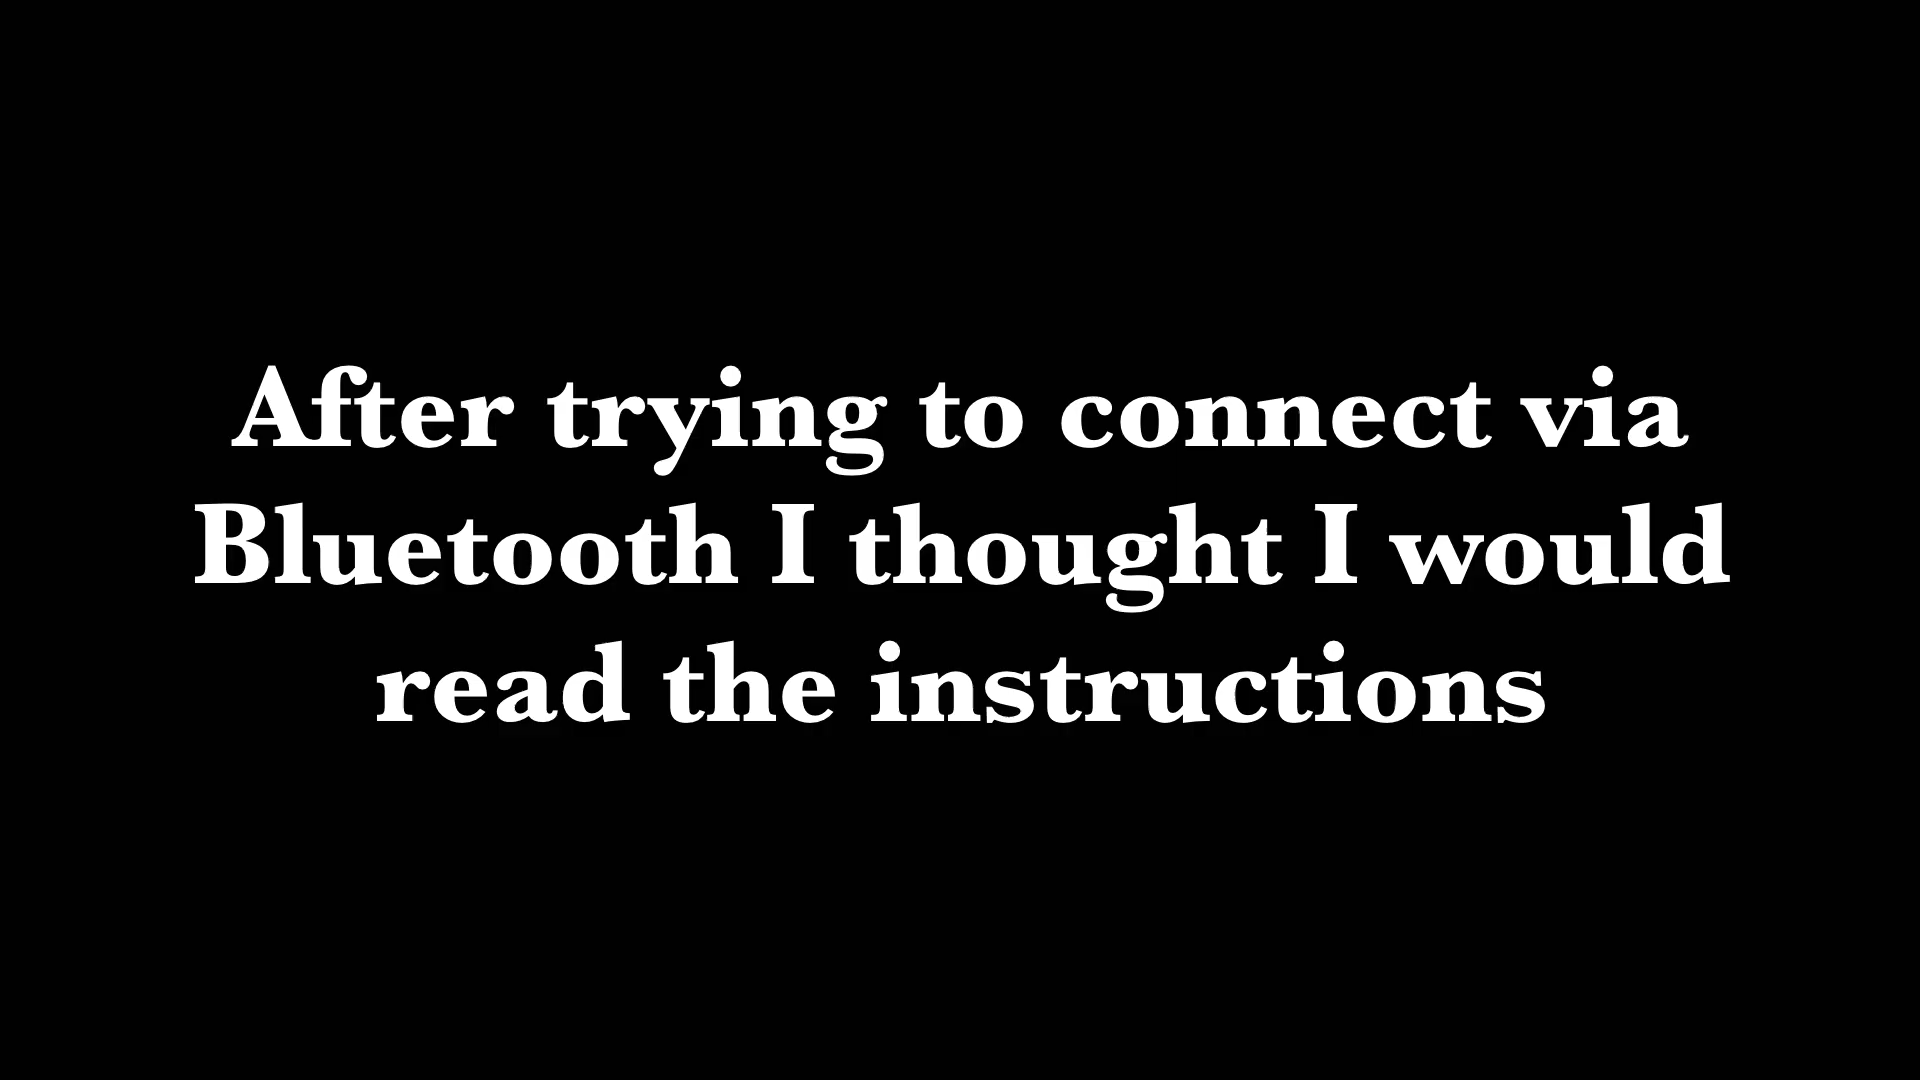 After trying to connect via
Bluetooth I thought I would
read the instructions